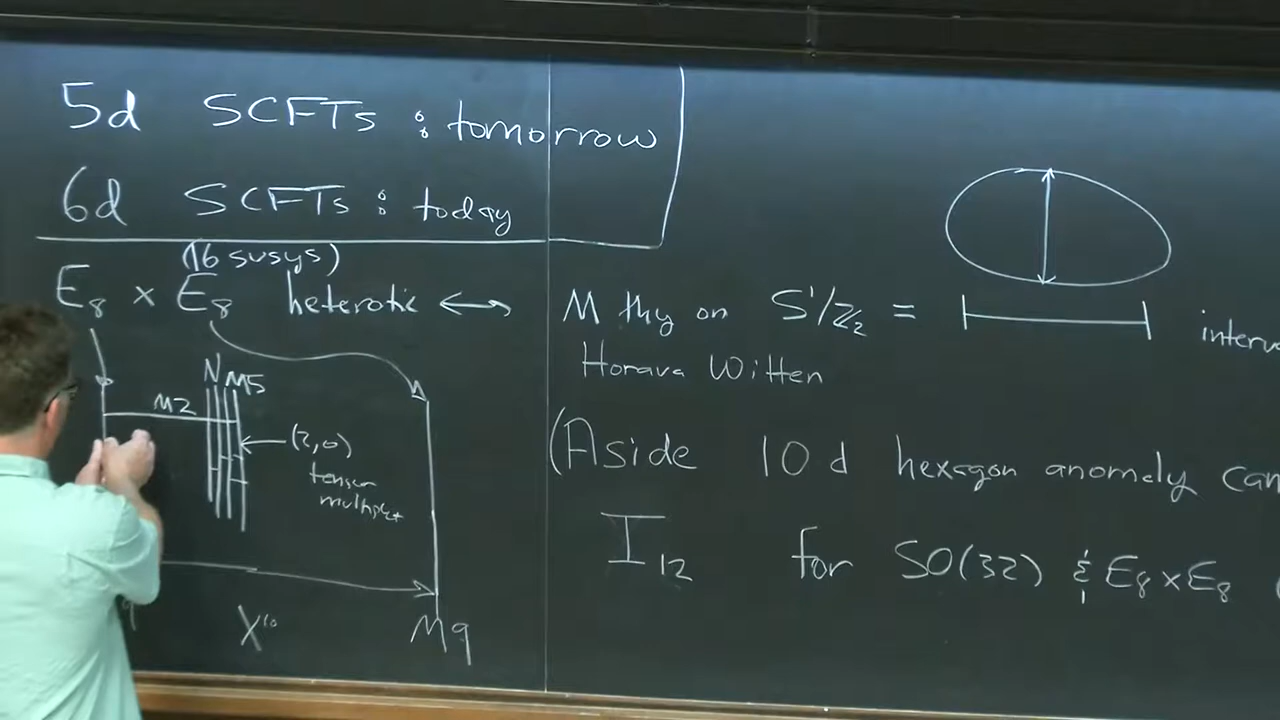 5d SCFTs : tomorrow
6d SCFTs : today
(16 susys)
E8 × E8 heterotic ↔ M thy on S¹/ℤ2 =
Horava Witten
N M5
M2
← (2,0)
tensor
multiplet
X¹⁰
M9
(Aside 10d hexagon anomaly can
I12 for SO(32) & E8×E8